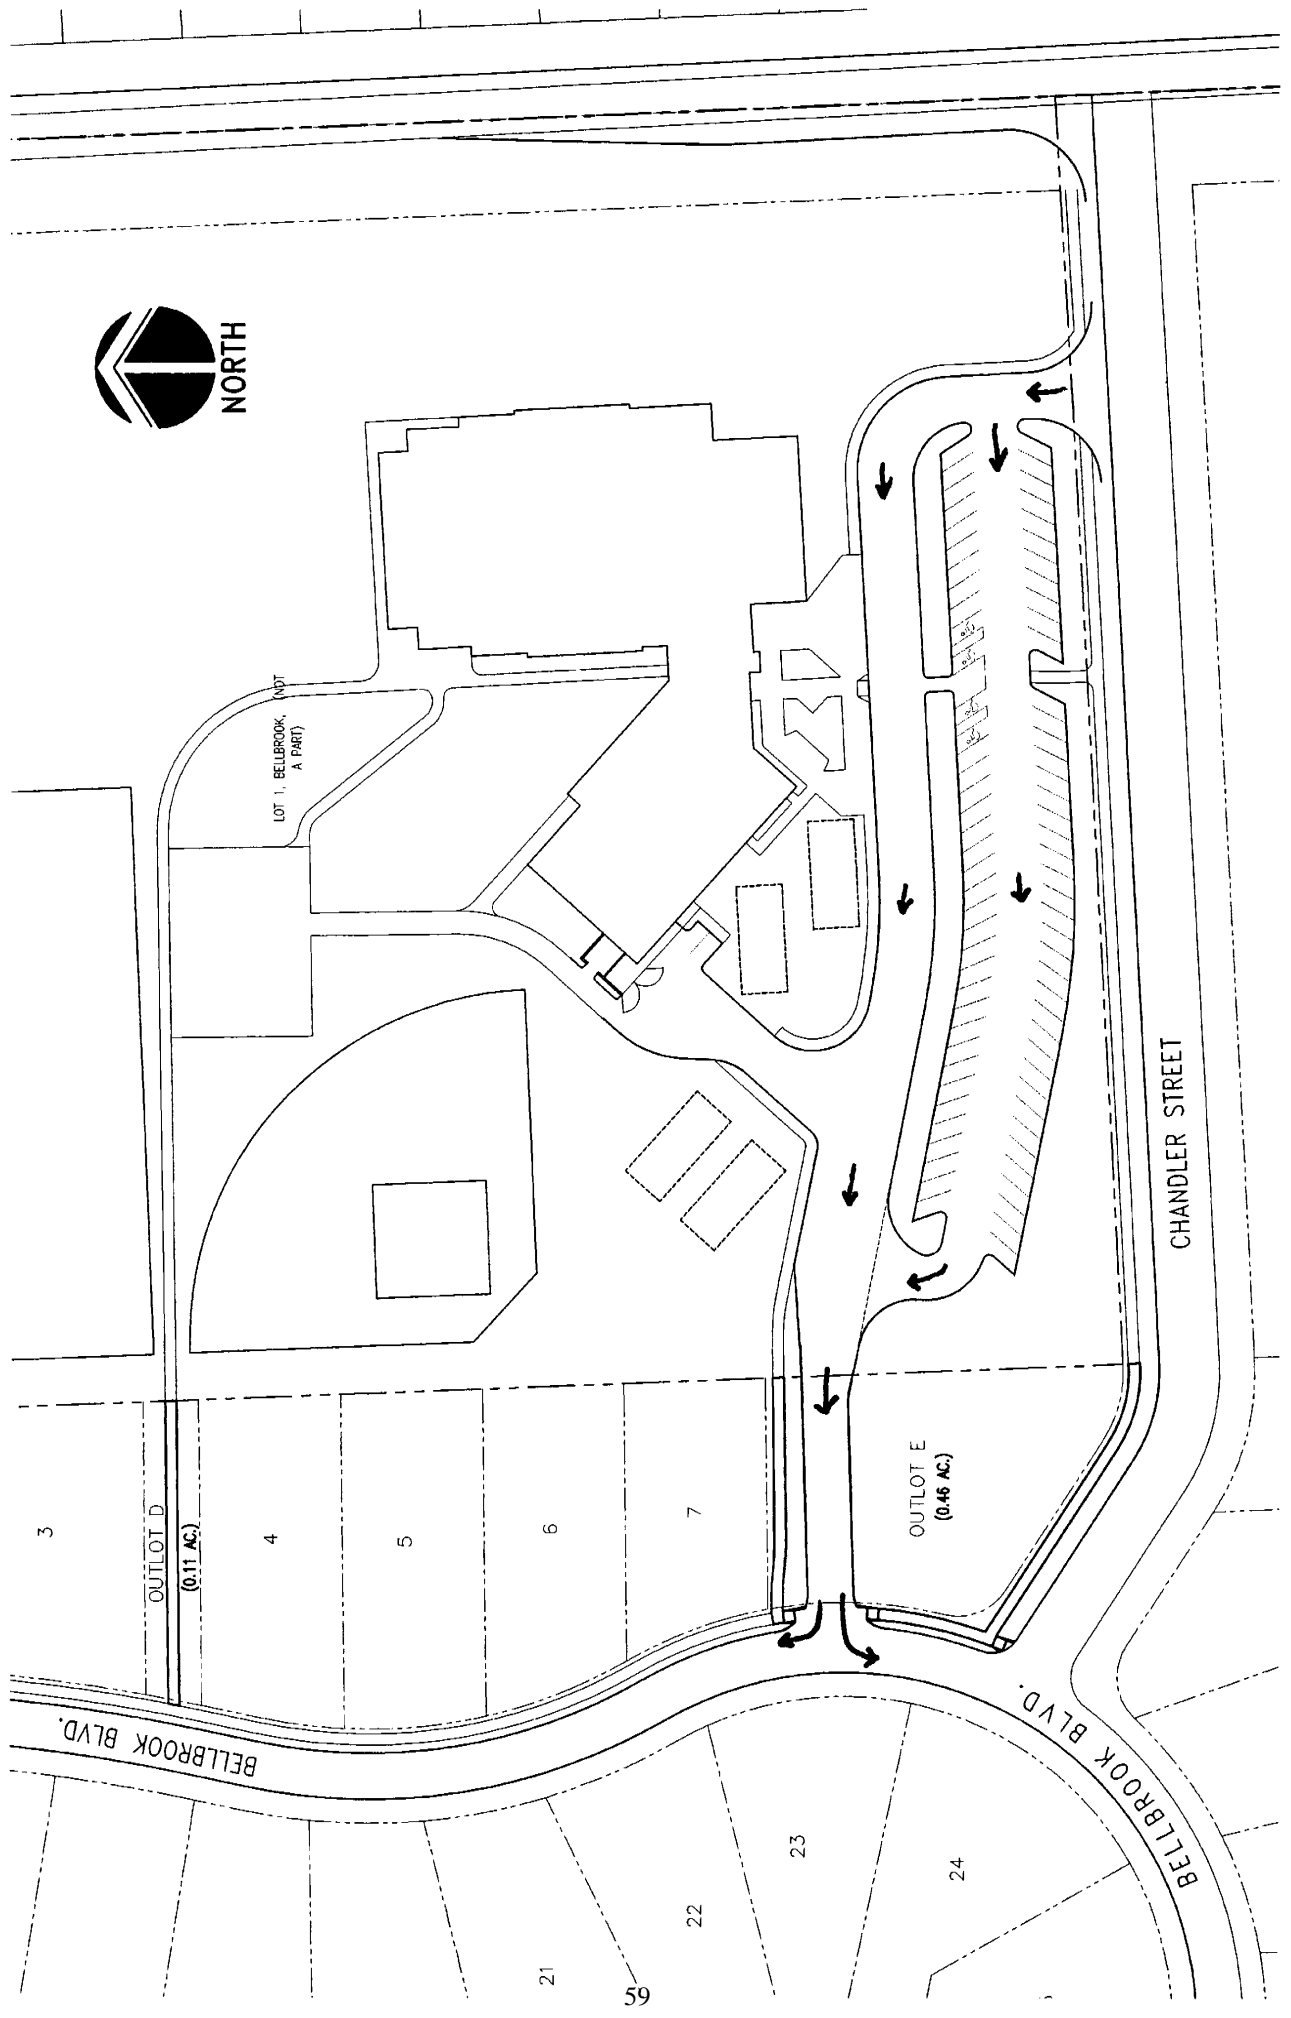 NORTH
LOT 1, BELLBROOK, (NOT
A PART)
CHANDLER STREET
OUTLOT E
(0.46 AC.)
OUTLOT D
(0.11 AC.)
3
4
5
6
7
BELLBROOK BLVD.
BELLBROOK BLVD.
21
22
23
24
59